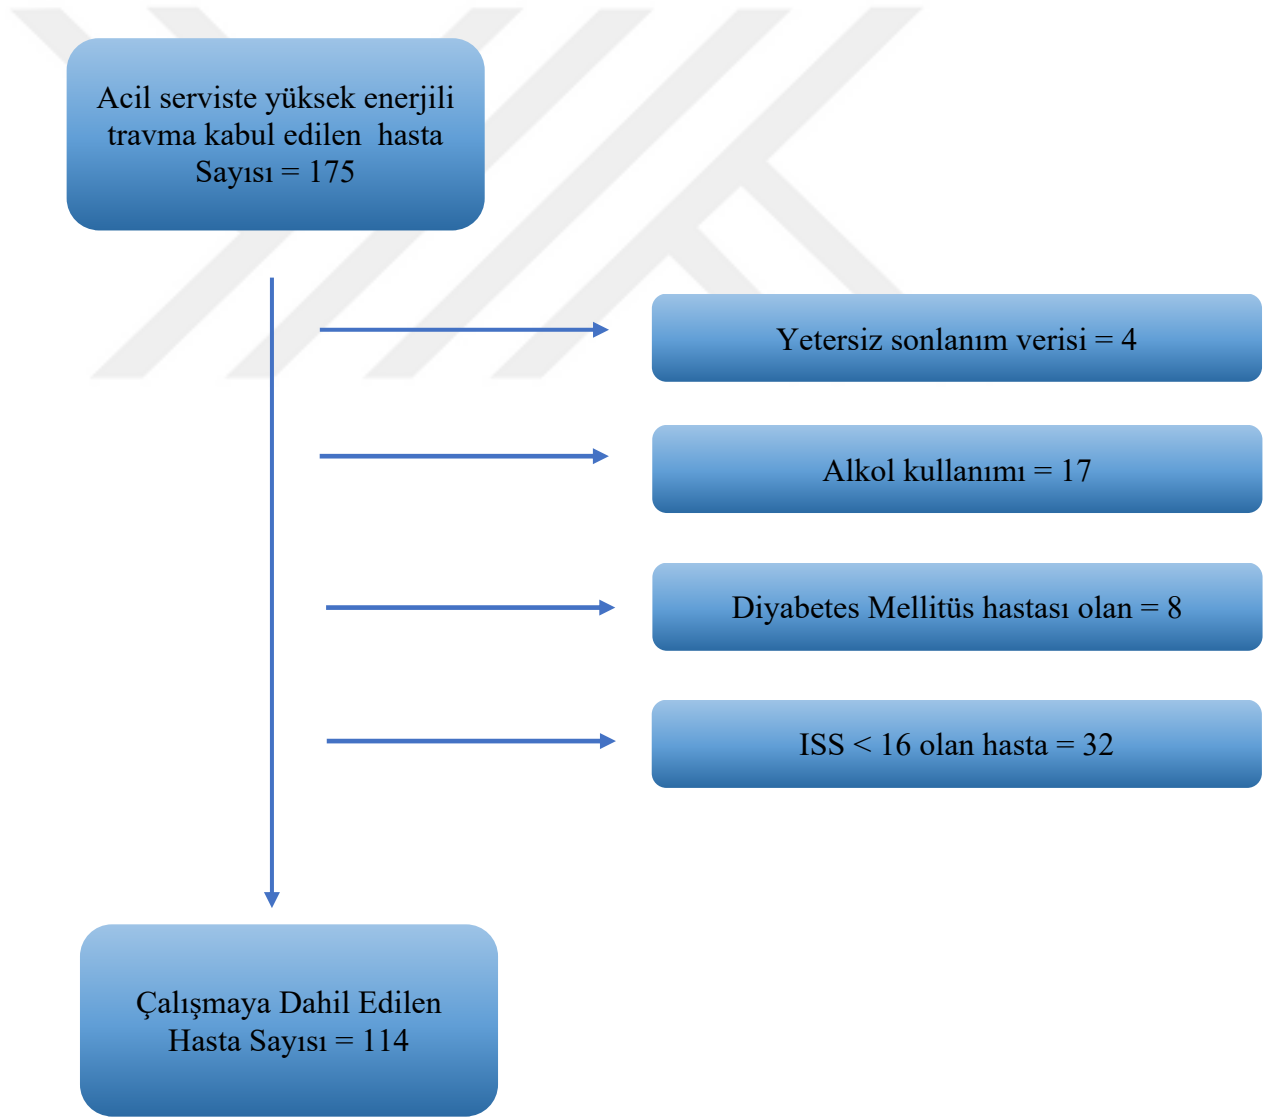 Acil serviste yüksek enerjili
travma kabul edilen  hasta
Sayısı = 175
Yetersiz sonlanım verisi = 4
Alkol kullanımı = 17
Diyabetes Mellitüs hastası olan = 8
ISS < 16 olan hasta = 32
Çalışmaya Dahil Edilen
Hasta Sayısı = 114